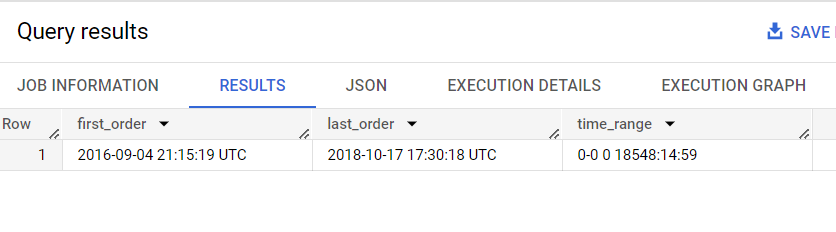 Query results
SAVE
JOB INFORMATION RESULTS JSON EXECUTION DETAILS EXECUTION GRAPH
Row first_order last_order time_range
1 2016-09-04 21:15:19 UTC 2018-10-17 17:30:18 UTC 0-0 0 18548:14:59